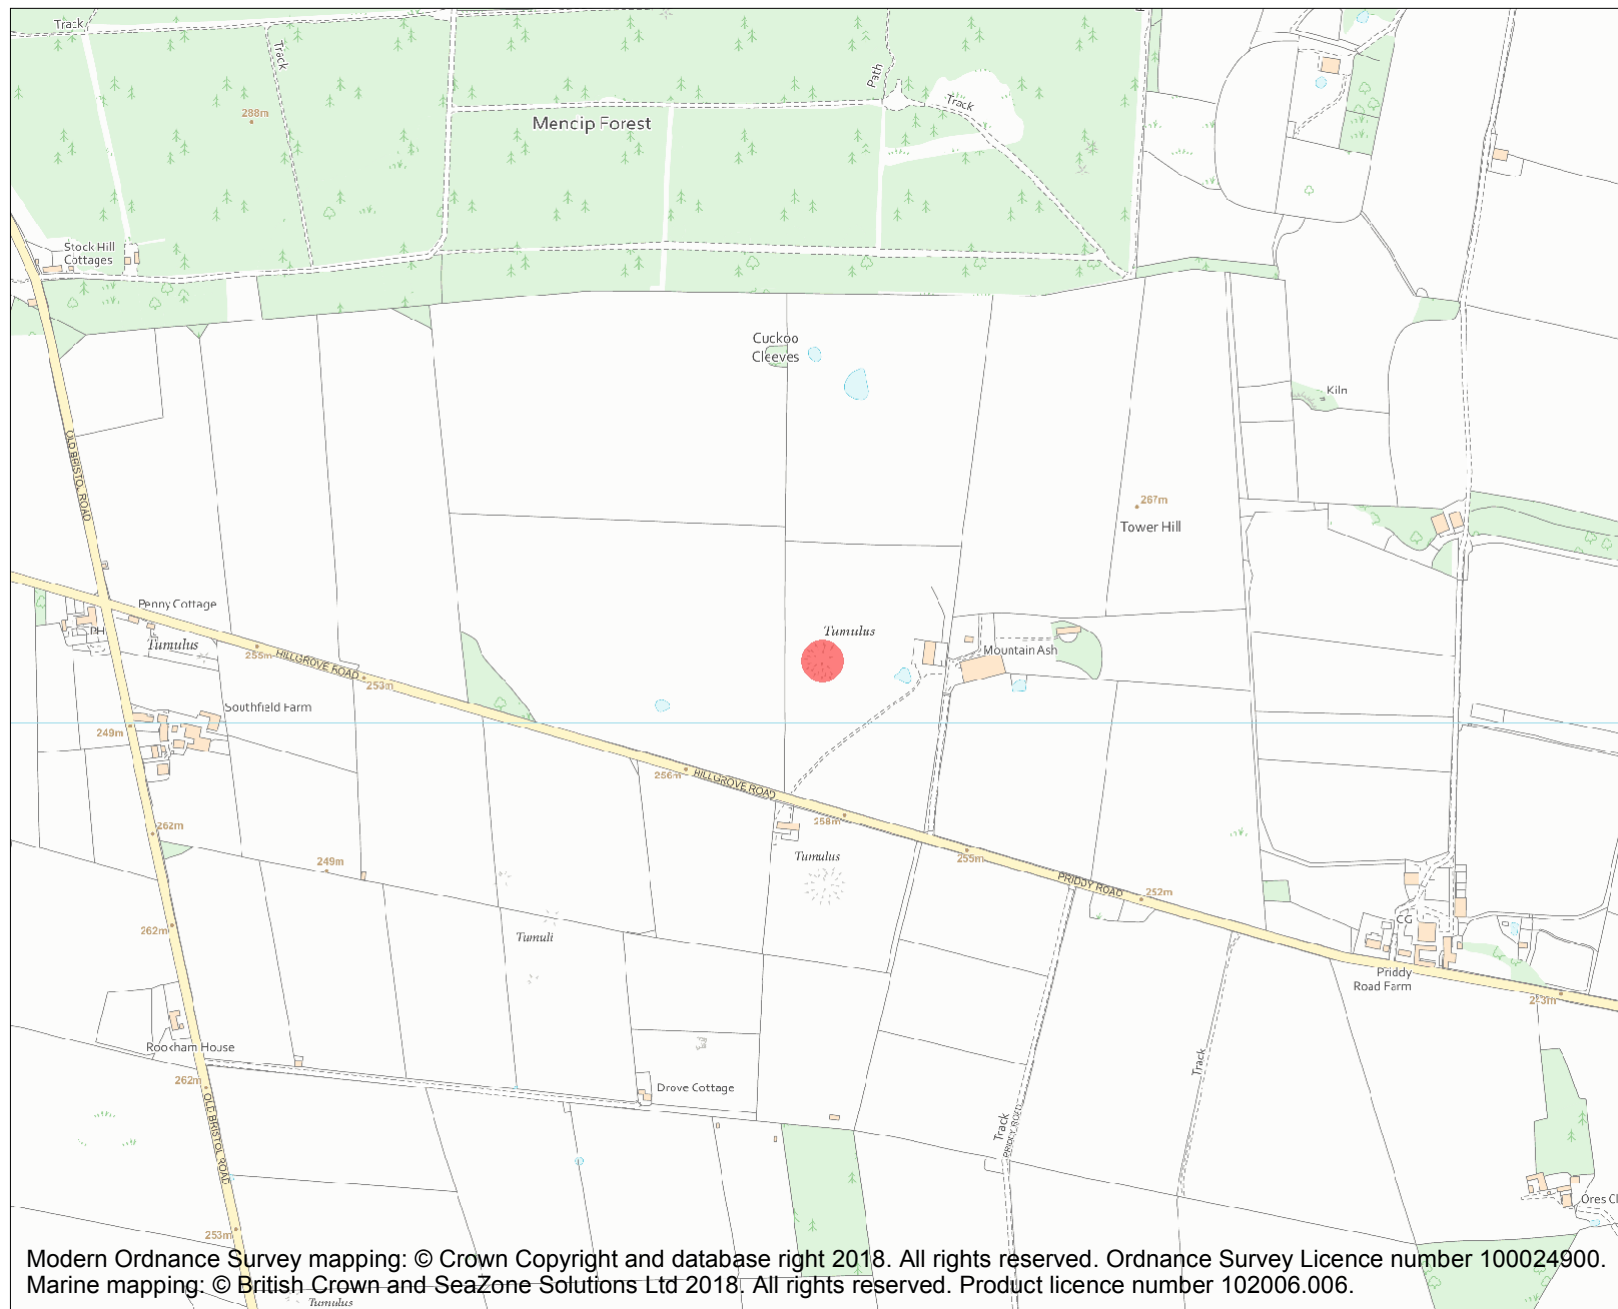 Track
Track
Path
Track
288m
Mencip Forest
Stock Hill
Cottages
Cuckoo
Cleeves
Kiln
OLD BRISTOL ROAD
267m
Tower Hill
Penny Cottage
PH
Tumulus
Tumulus
255m
HILLGROVE ROAD
253m
Mountain Ash
Southfield Farm
249m
256m
HILLGROVE ROAD
258m
262m
Tumulus
249m
255m
PRIDDY ROAD
252m
CG
262m
Tumuli
Priddy
Road Farm
243m
Rookham House
262m
Drove Cottage
Track
OLD BRISTOL ROAD
Track
PRIDDY ROAD
Ores Cl
253m
Modern Ordnance Survey mapping: © Crown Copyright and database right 2018. All rights reserved. Ordnance Survey Licence number 100024900.
Marine mapping: © British Crown and SeaZone Solutions Ltd 2018. All rights reserved. Product licence number 102006.006.
Tumulus